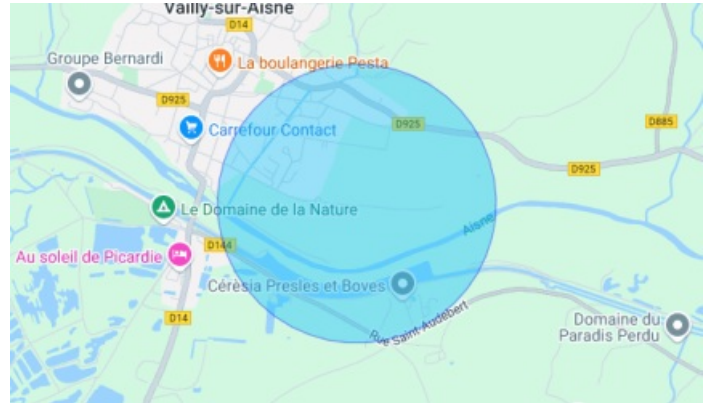 Vailly-sur-Aisne
D14
Groupe Bernardi
La boulangerie Pesta
D925
D925
D885
Carrefour Contact
D925
Le Domaine de la Nature
Aisne
D144
Au soleil de Picardie
Cérèsia Presles et Boves
D14
Rue Saint Audebert
Domaine du
Paradis Perdu